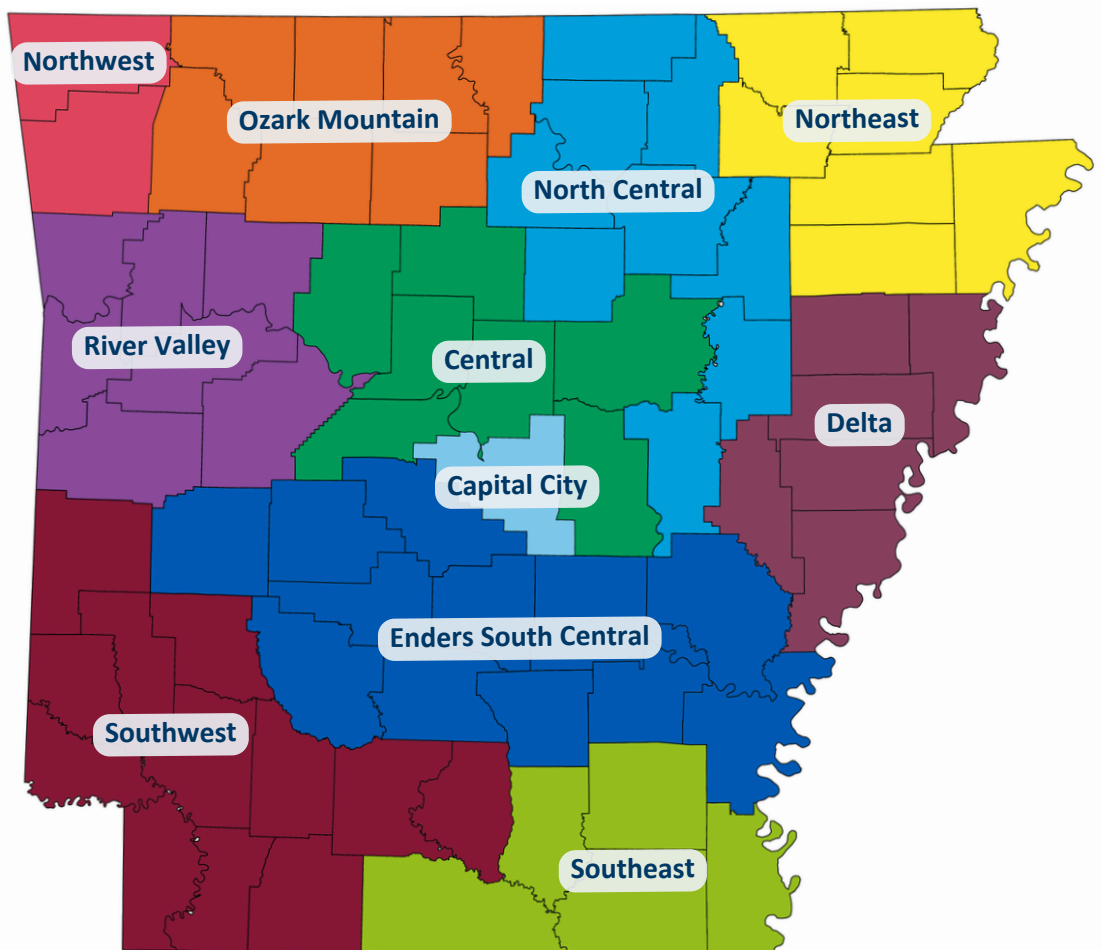 Northwest
Ozark Mountain
Northeast
North Central
River Valley
Central
Delta
Capital City
Enders South Central
Southwest
Southeast